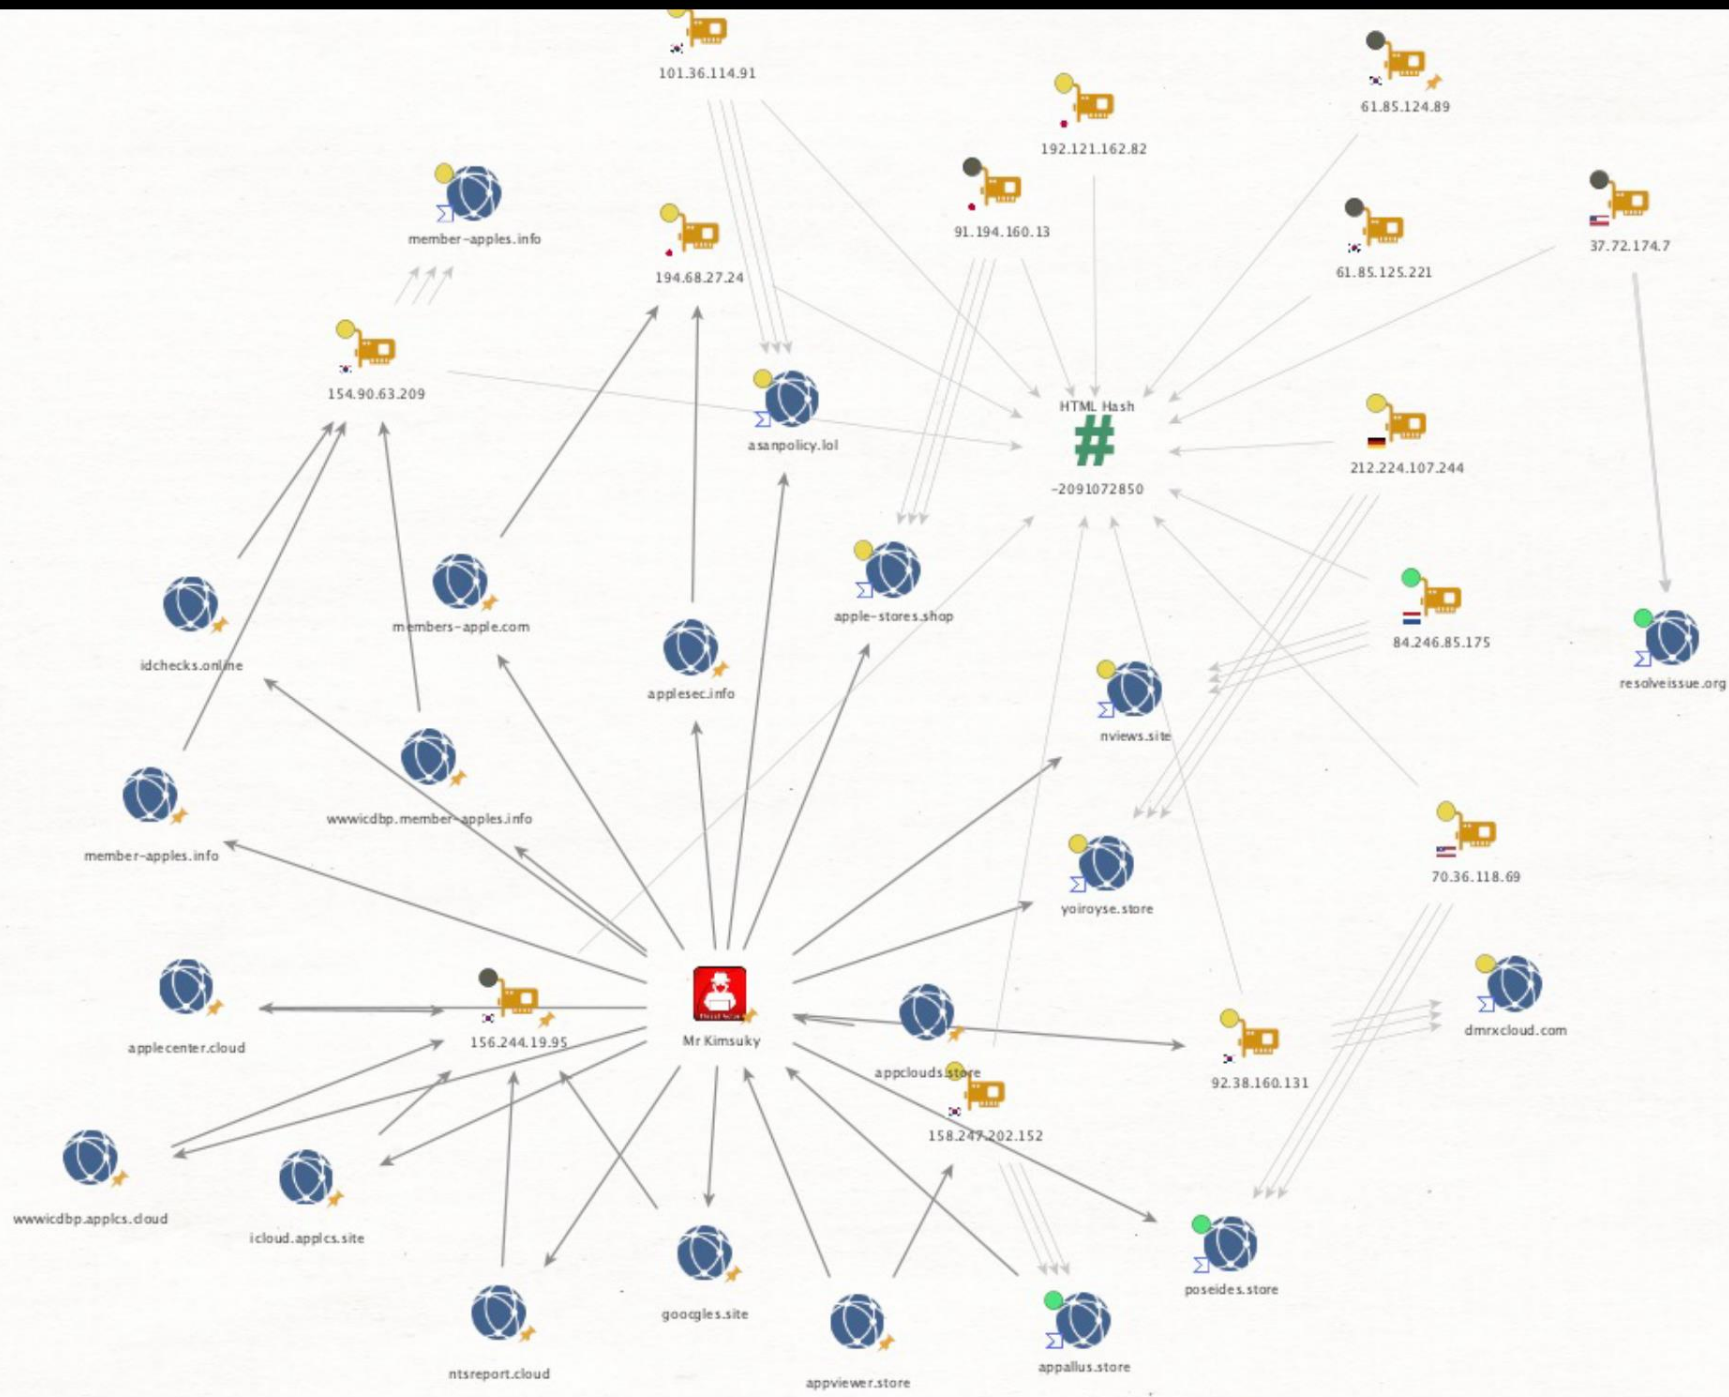 101.36.114.91
61.85.124.89
192.121.162.82
91.194.160.13
member-apples.info
37.72.174.7
194.68.27.24
61.85.125.221
154.90.63.209
HTML Hash
#
-2091072850
asanpolicy.lol
212.224.107.244
apple-stores.shop
members-apple.com
84.246.85.175
idchecks.online
applesec.info
resolveissue.org
nviews.site
wwwicdbp.member-apples.info
member-apples.info
70.36.118.69
yoiroyse.store
dmrxcloud.com
applecenter.cloud
156.244.19.95
Mr Kimsuky
appclouds.store
92.38.160.131
158.247.202.152
wwwicdbp.applcs.cloud
icloud.applcs.site
poseides.store
goocgles.site
ntsreport.cloud
appviewer.store
appallus.store